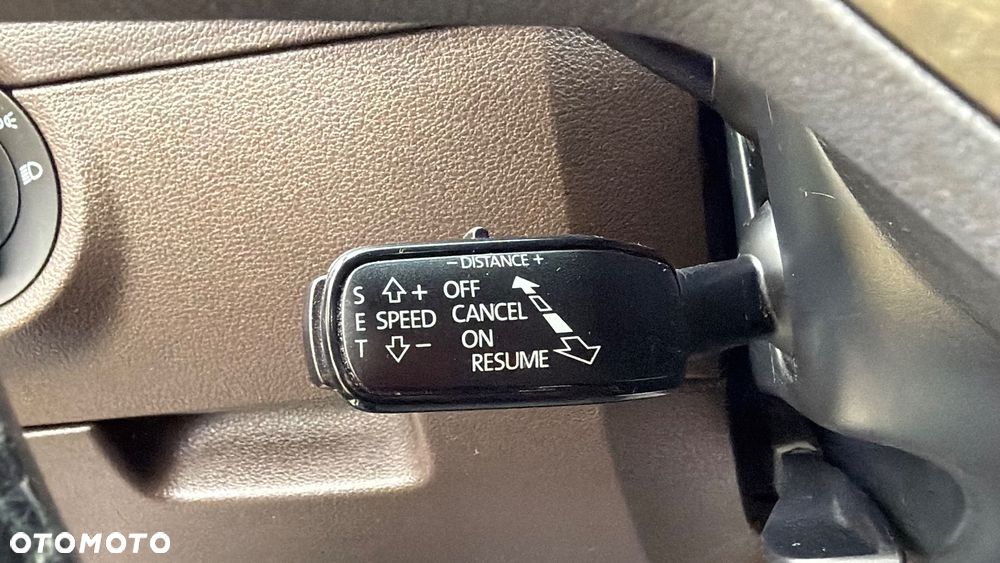 - DISTANCE +
S + OFF
E SPEED CANCEL
T - ON
RESUME
OTOMOTO